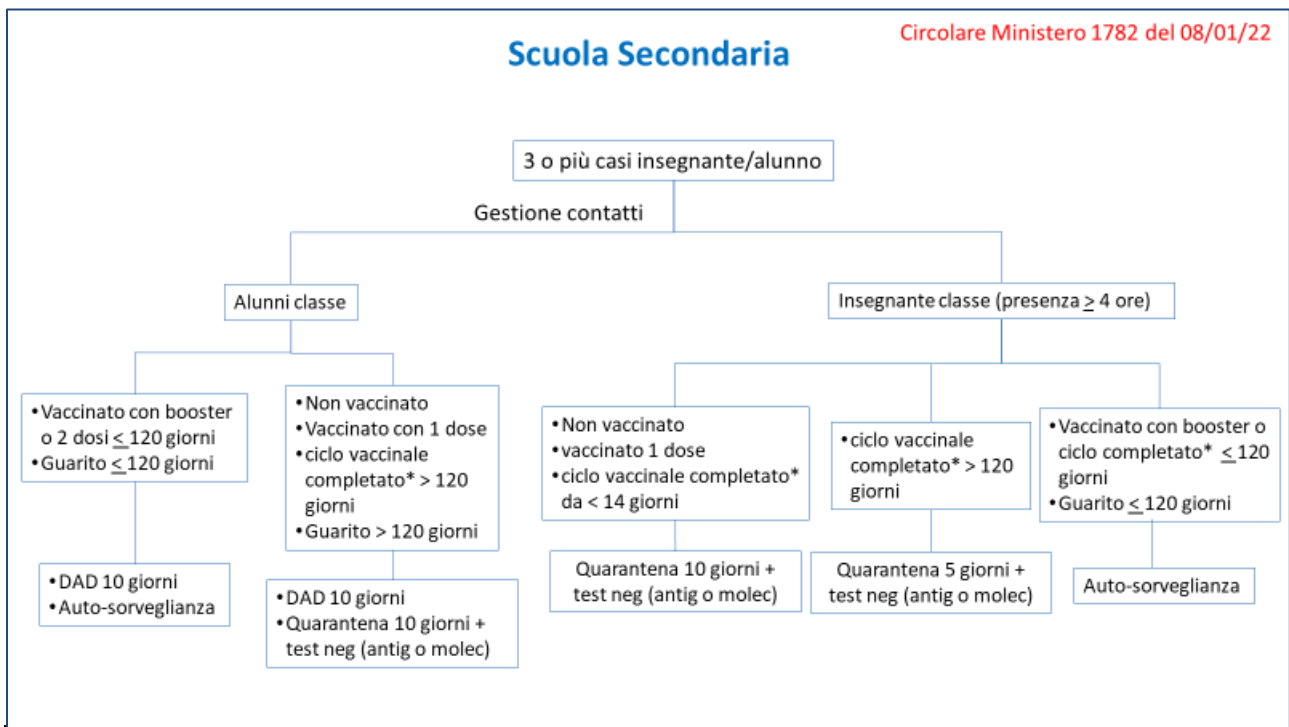 Circolare Ministero 1782 del 08/01/22
Scuola Secondaria
3 o più casi insegnante/alunno
Gestione contatti
Alunni classe
Insegnante classe (presenza ≥ 4 ore)
•Vaccinato con booster
o 2 dosi ≤ 120 giorni
•Guarito ≤ 120 giorni
•Non vaccinato
•Vaccinato con 1 dose
•ciclo vaccinale
completato* > 120
giorni
•Guarito > 120 giorni
•Non vaccinato
•vaccinato 1 dose
•ciclo vaccinale completato*
da < 14 giorni
•ciclo vaccinale
completato* > 120
giorni
•Vaccinato con booster o
ciclo completato* ≤ 120
giorni
•Guarito ≤ 120 giorni
•DAD 10 giorni
•Auto-sorveglianza
•DAD 10 giorni
•Quarantena 10 giorni +
test neg (antig o molec)
Quarantena 10 giorni +
test neg (antig o molec)
Quarantena 5 giorni +
test neg (antig o molec)
Auto-sorveglianza